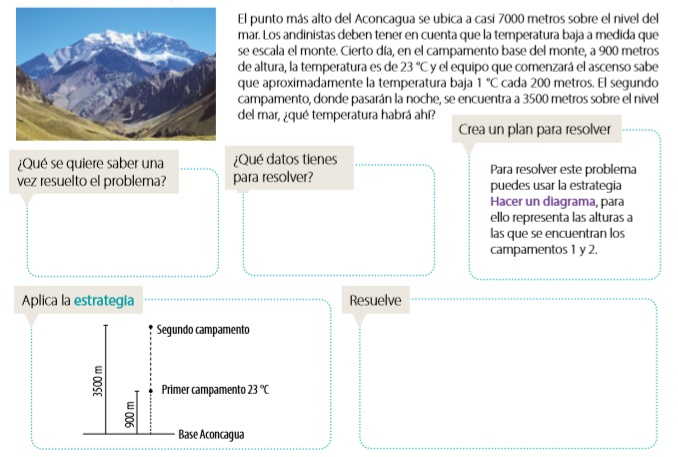 El punto más alto del Aconcagua se ubica a casi 7000 metros sobre el nivel del
mar. Los andinistas deben tener en cuenta que la temperatura baja a medida que
se escala el monte. Cierto día, en el campamento base del monte, a 900 metros
de altura, la temperatura es de 23 °C y el equipo que comenzará el ascenso sabe
que aproximadamente la temperatura baja 1 °C cada 200 metros. El segundo
campamento, donde pasarán la noche, se encuentra a 3500 metros sobre el nivel
del mar, ¿qué temperatura habrá ahí?
¿Qué se quiere saber una
vez resuelto el problema?
¿Qué datos tienes
para resolver?
Crea un plan para resolver
Para resolver este problema
puedes usar la estrategia
Hacer un diagrama, para
ello representa las alturas a
las que se encuentran los
campamentos 1 y 2.
Aplica la estrategia
Segundo campamento
3500 m
Primer campamento 23 °C
900 m
Base Aconcagua
Resuelve